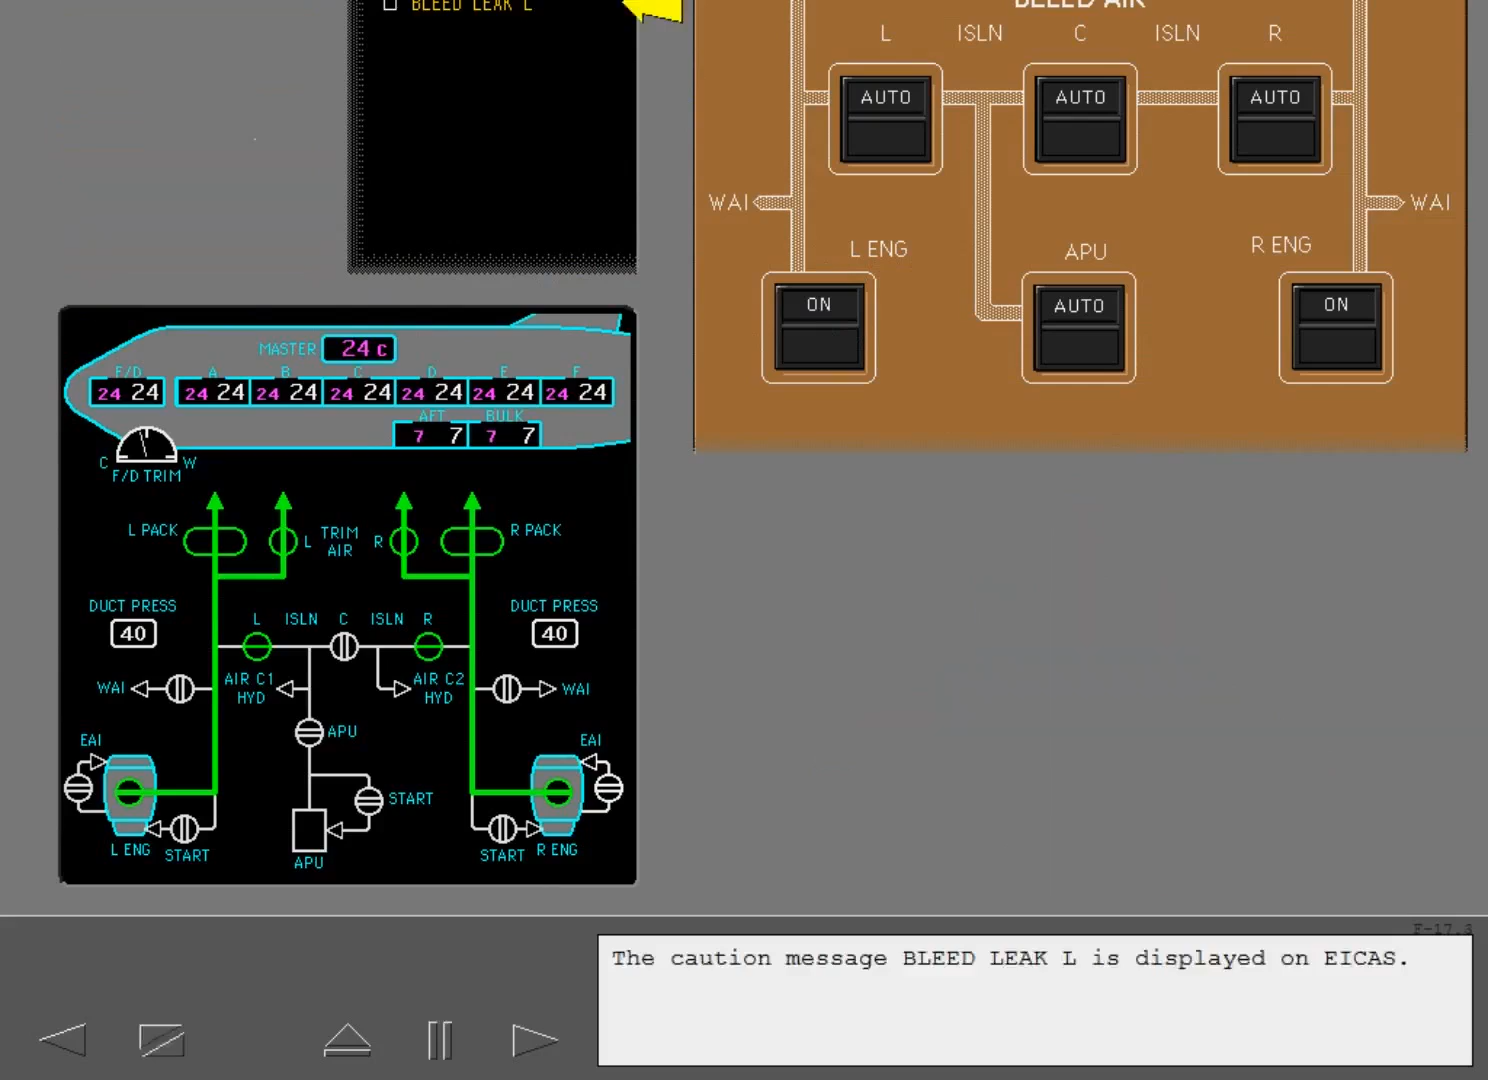 BLEED LEAK L
BLEED AIR
L ISLN C ISLN R
AUTO AUTO AUTO
WAI WAI
L ENG APU R ENG
ON AUTO ON
MASTER 24 C
F/D A B C D E F
24 24 24 24 24 24 24 24 24 24 24 24 24 24
AFT BULK
7 7 7 7
C W
F/D TRIM
L PACK L TRIM AIR R R PACK
DUCT PRESS DUCT PRESS
40 40
L ISLN C ISLN R
WAI AIR C1 HYD AIR C2 HYD WAI
APU
EAI EAI
START
L ENG START APU START R ENG
F-17.3
The caution message BLEED LEAK L is displayed on EICAS.